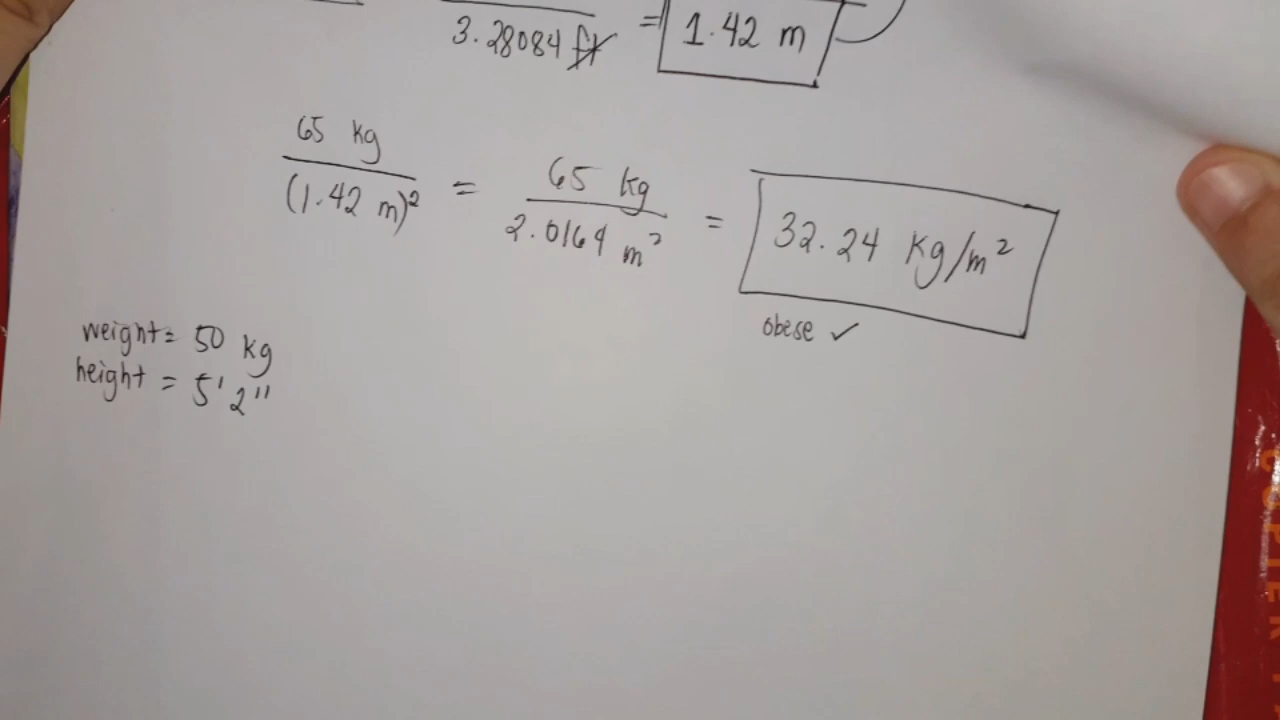 3.28084 ft = 1.42 m
65 kg / (1.42 m)² = 65 kg / 2.0164 m² = 32.24 kg/m²
obese ✓
weight = 50 kg
height = 5' 2"
COPIER